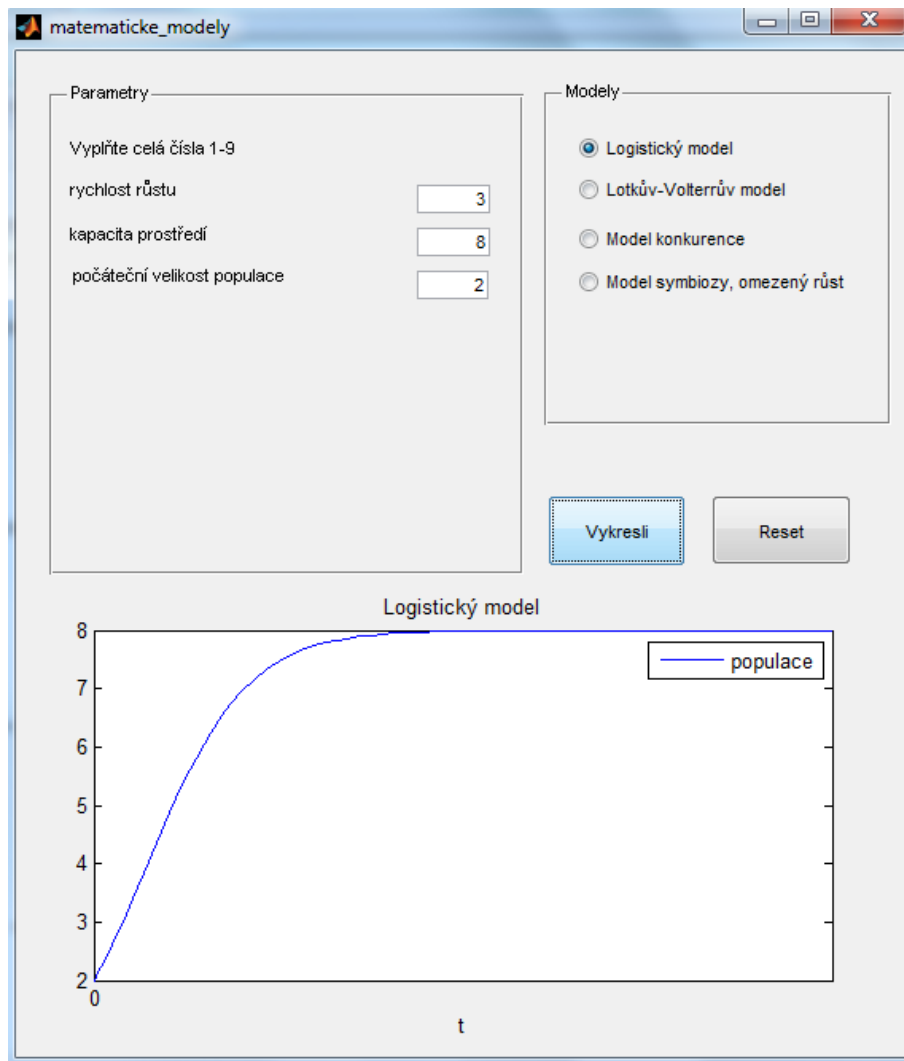 matematicke_modely
Parametry
Vyplňte celá čísla 1-9
rychlost růstu
3
kapacita prostředí
8
počáteční velikost populace
2
Modely
Logistický model
Lotkův-Volterrův model
Model konkurence
Model symbiozy, omezený růst
Vykresli
Reset
Logistický model
8
populace
7
6
5
4
3
2
0
t